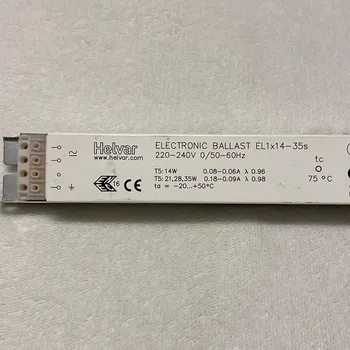 Helvar
www.helvar.com
ELECTRONIC BALLAST EL1x14-35s
220-240V 0/50-60Hz
16
T5: 14W 0.08-0.06A λ 0.96
T5: 21,28,35W 0.18-0.09A λ 0.98
ta = -20...+50°C
tc
75 °C